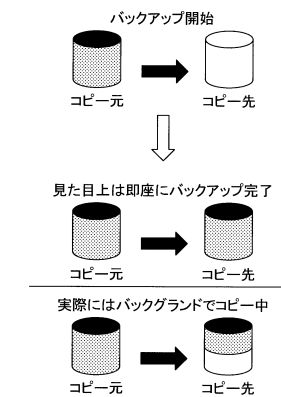 バックアップ開始
コピー元
コピー先
見た目上は即座にバックアップ完了
コピー元
コピー先
実際にはバックグランドでコピー中
コピー元
コピー先